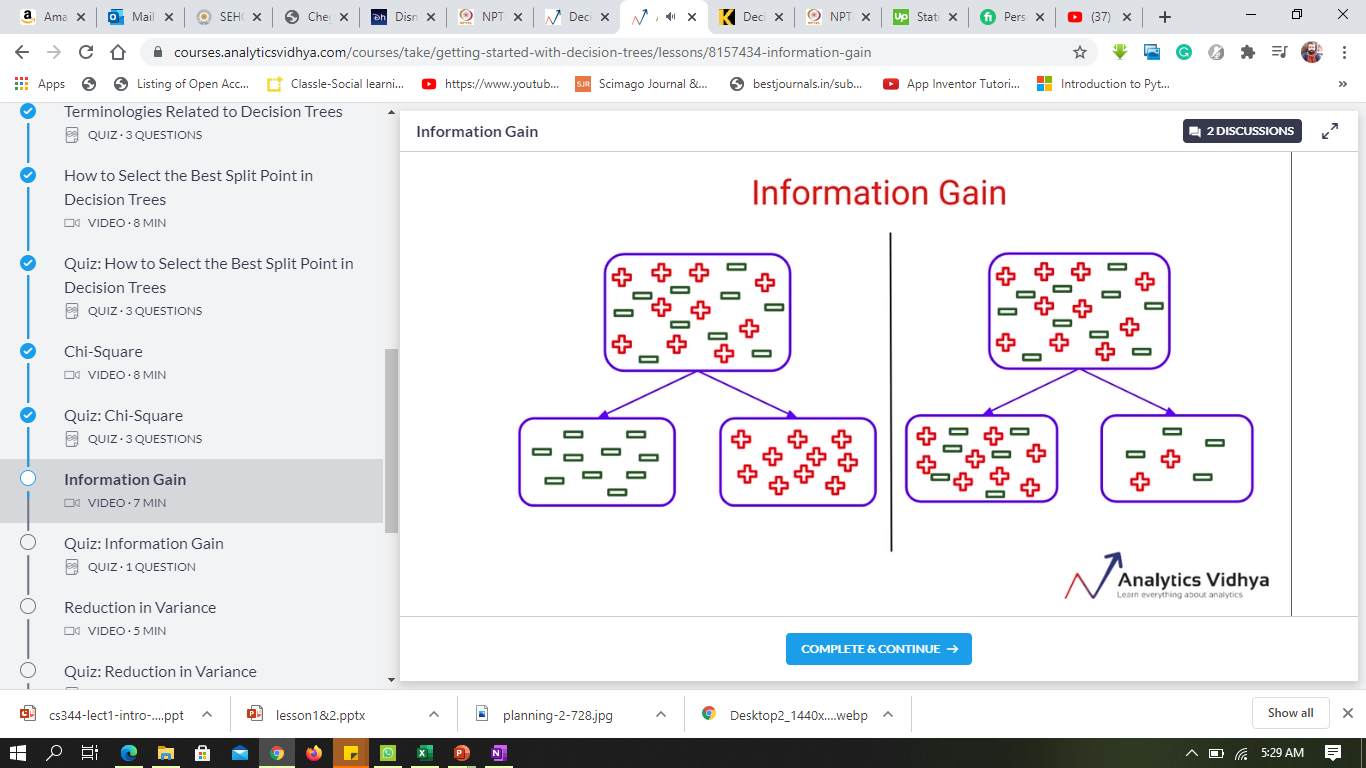 Ama
Mail
SEHC
Che
Disn
NPT
Deci
Deci
NPT
Stati
Pers
(37)
courses.analyticsvidhya.com/courses/take/getting-started-with-decision-trees/lessons/8157434-information-gain
Apps
Listing of Open Acc...
Classle-Social learni...
https://www.youtub...
Scimago Journal &...
bestjournals.in/sub...
App Inventor Tutori...
Introduction to Pyt...
Terminologies Related to Decision Trees
QUIZ · 3 QUESTIONS
How to Select the Best Split Point in
Decision Trees
VIDEO · 8 MIN
Quiz: How to Select the Best Split Point in
Decision Trees
QUIZ · 3 QUESTIONS
Chi-Square
VIDEO · 8 MIN
Quiz: Chi-Square
QUIZ · 3 QUESTIONS
Information Gain
VIDEO · 7 MIN
Quiz: Information Gain
QUIZ · 1 QUESTION
Reduction in Variance
VIDEO · 5 MIN
Quiz: Reduction in Variance
Information Gain
2 DISCUSSIONS
Information Gain
Analytics Vidhya
Learn everything about analytics
COMPLETE & CONTINUE →
cs344-lect1-intro-....ppt
lesson1&2.pptx
planning-2-728.jpg
Desktop2_1440x....webp
Show all
5:29 AM